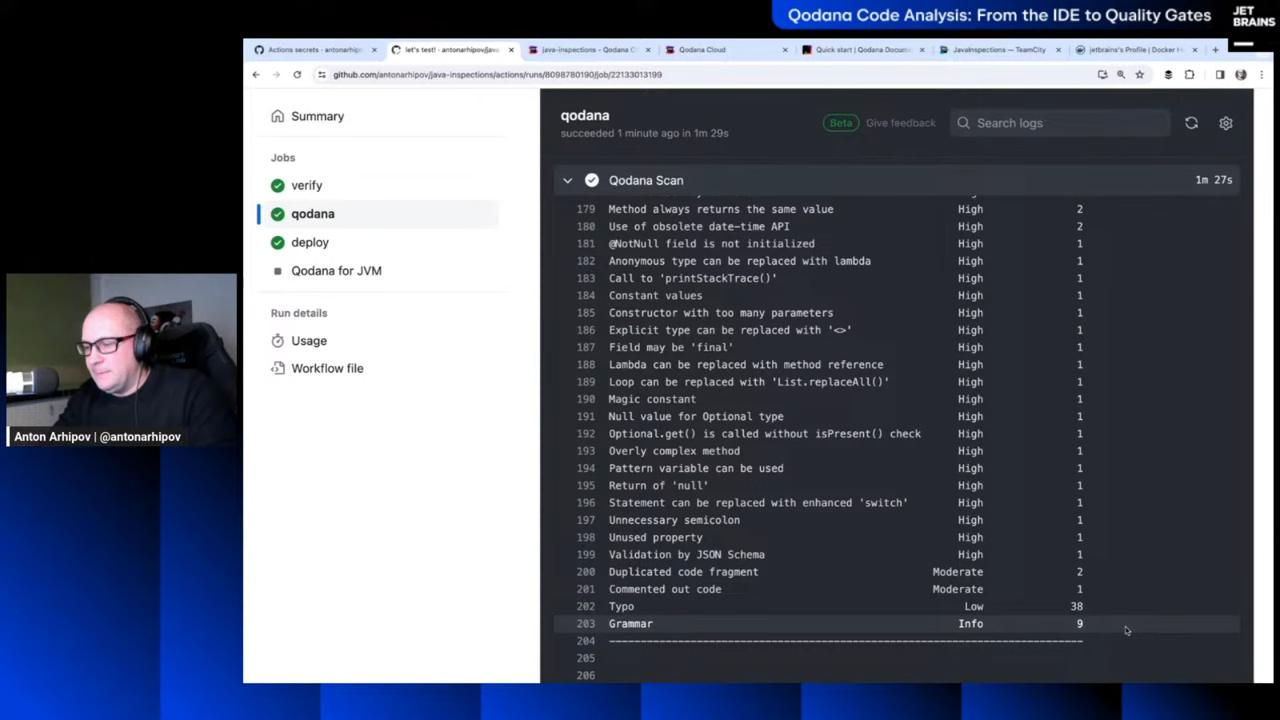 Qodana Code Analysis: From the IDE to Quality Gates
JET
BRAINS
Actions secrets · antonarhipov
let's test! · antonarhipov/java
java-inspections - Qodana C
Qodana Cloud
Quick start | Qodana Docume
JavaInspections — TeamCity
jetbrains's Profile | Docker H
github.com/antonarhipov/java-inspections/actions/runs/8098780190/job/22133013199
Summary
Jobs
verify
qodana
deploy
Qodana for JVM
Run details
Usage
Workflow file
qodana
succeeded 1 minute ago in 1m 29s
Beta
Give feedback
Search logs
Qodana Scan
1m 27s
179 Method always returns the same value High 2
180 Use of obsolete date-time API High 2
181 @NotNull field is not initialized High 1
182 Anonymous type can be replaced with lambda High 1
183 Call to 'printStackTrace()' High 1
184 Constant values High 1
185 Constructor with too many parameters High 1
186 Explicit type can be replaced with '<>' High 1
187 Field may be 'final' High 1
188 Lambda can be replaced with method reference High 1
189 Loop can be replaced with 'List.replaceAll()' High 1
190 Magic constant High 1
191 Null value for Optional type High 1
192 Optional.get() is called without isPresent() check High 1
193 Overly complex method High 1
194 Pattern variable can be used High 1
195 Return of 'null' High 1
196 Statement can be replaced with enhanced 'switch' High 1
197 Unnecessary semicolon High 1
198 Unused property High 1
199 Validation by JSON Schema High 1
200 Duplicated code fragment Moderate 2
201 Commented out code Moderate 1
202 Typo Low 38
203 Grammar Info 9
204
205
206
Anton Arhipov | @antonarhipov